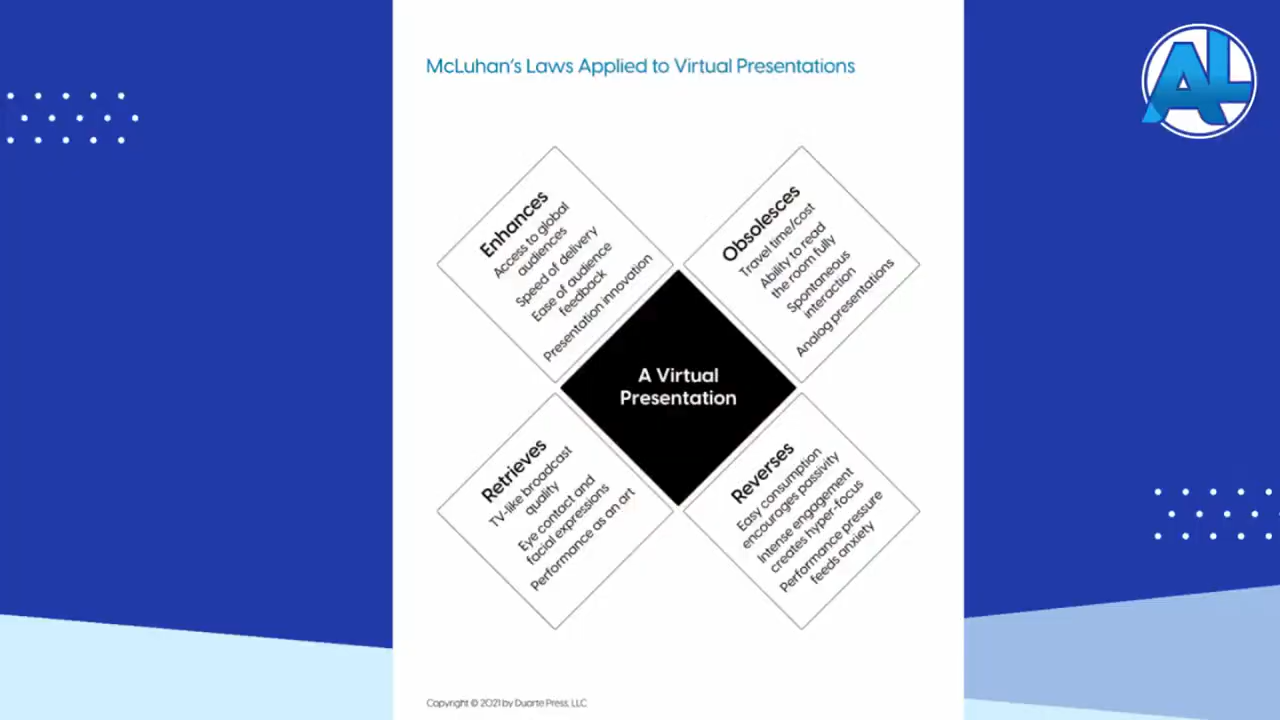 McLuhan's Laws Applied to Virtual Presentations
AL
Enhances
Access to global
audiences
Speed of delivery
Ease of audience
feedback
Presentation innovation
Obsolesces
Travel time/cost
Ability to read
the room fully
Spontaneous
interaction
Analog presentations
A Virtual
Presentation
Retrieves
TV-like broadcast
quality
Eye contact and
facial expressions
Performance as an art
Reverses
Easy consumption
encourages passivity
Intense engagement
creates hyper-focus
Performance pressure
feeds anxiety
Copyright © 2021 by Duarte Press, LLC